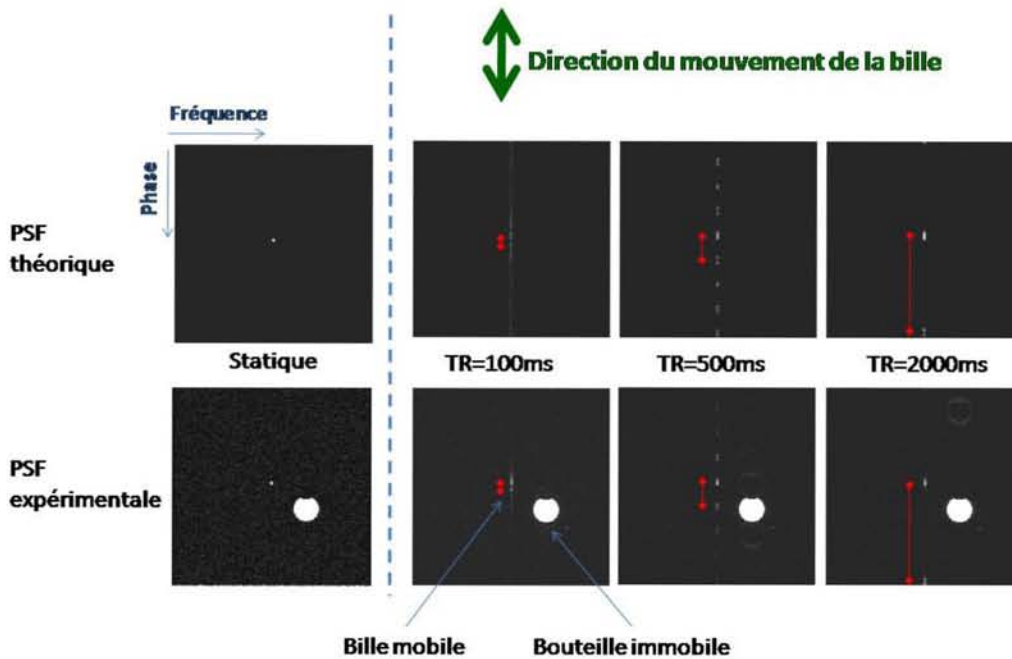 Direction du mouvement de la bille
Fréquence
Phase
PSF
théorique
Statique
TR=100ms
TR=500ms
TR=2000ms
PSF
expérimentale
Bille mobile
Bouteille immobile